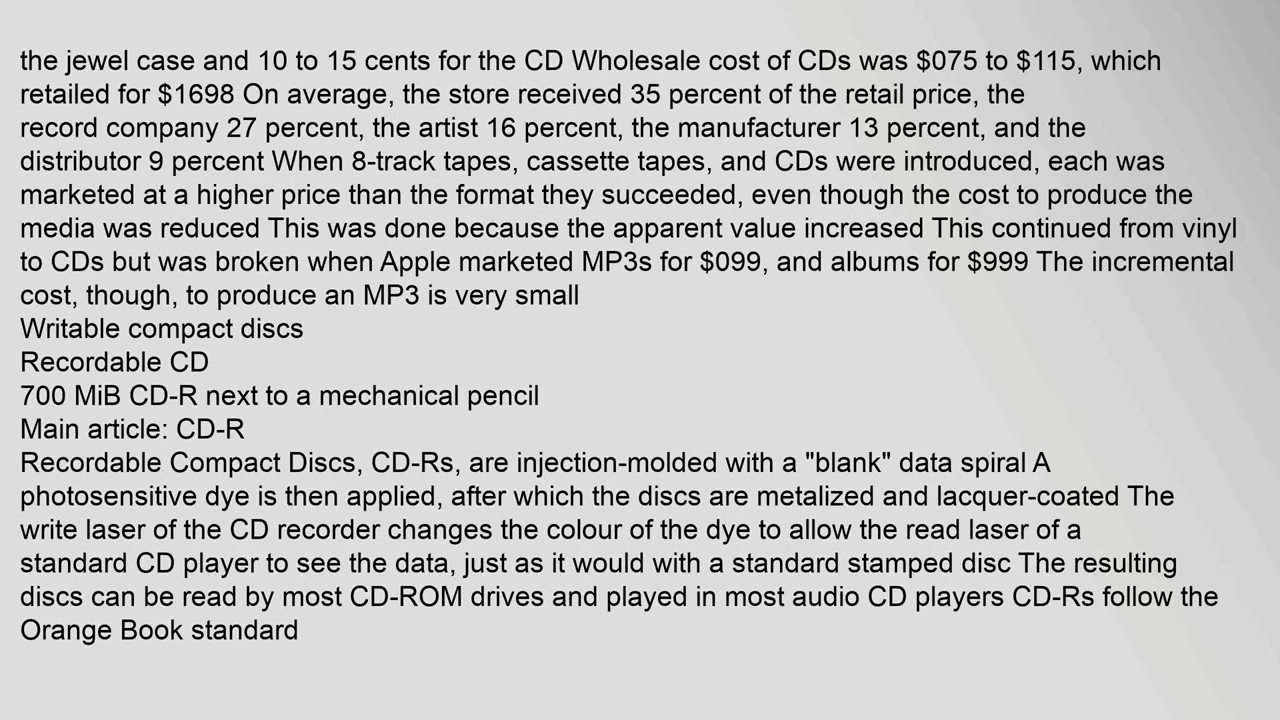 the jewel case and 10 to 15 cents for the CD Wholesale cost of CDs was $075 to $115, which
retailed for $1698 On average, the store received 35 percent of the retail price, the
record company 27 percent, the artist 16 percent, the manufacturer 13 percent, and the
distributor 9 percent When 8-track tapes, cassette tapes, and CDs were introduced, each was
marketed at a higher price than the format they succeeded, even though the cost to produce the
media was reduced This was done because the apparent value increased This continued from vinyl
to CDs but was broken when Apple marketed MP3s for $099, and albums for $999 The incremental
cost, though, to produce an MP3 is very small
Writable compact discs
Recordable CD
700 MiB CD-R next to a mechanical pencil
Main article: CD-R
Recordable Compact Discs, CD-Rs, are injection-molded with a "blank" data spiral A
photosensitive dye is then applied, after which the discs are metalized and lacquer-coated The
write laser of the CD recorder changes the colour of the dye to allow the read laser of a
standard CD player to see the data, just as it would with a standard stamped disc The resulting
discs can be read by most CD-ROM drives and played in most audio CD players CD-Rs follow the
Orange Book standard